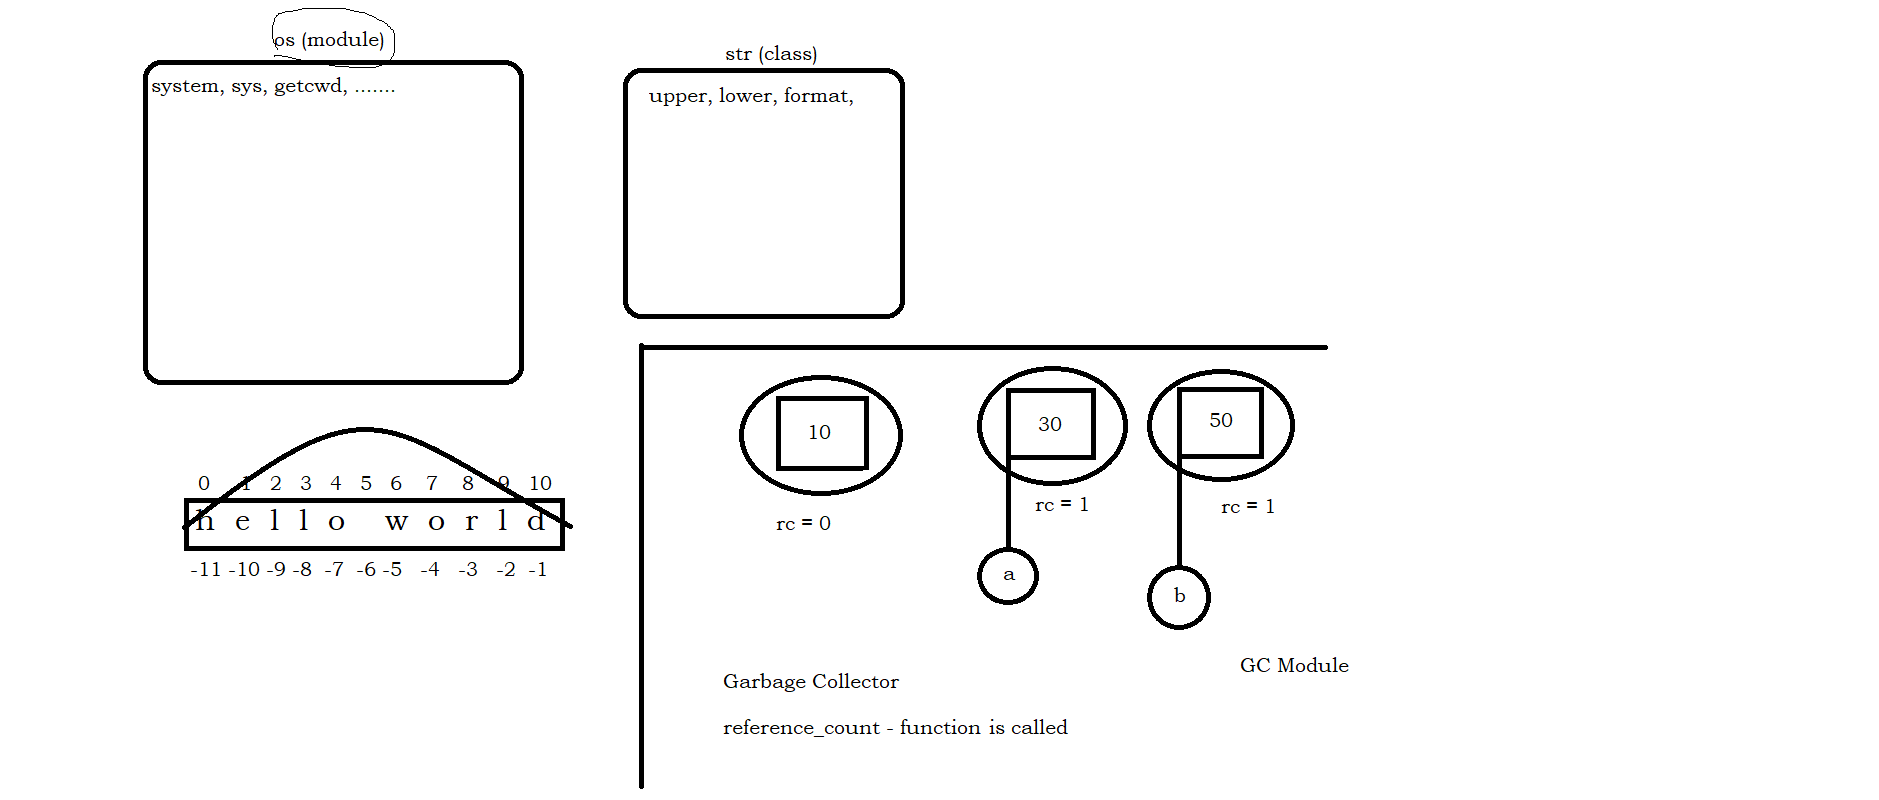 os (module)
system, sys, getcwd, .......
str (class)
upper, lower, format,
0 1 2 3 4 5 6 7 8 9 10
h e l l o w o r l d
-11 -10 -9 -8 -7 -6 -5 -4 -3 -2 -1
10
rc = 0
30
rc = 1
a
50
rc = 1
b
GC Module
Garbage Collector
reference_count - function is called